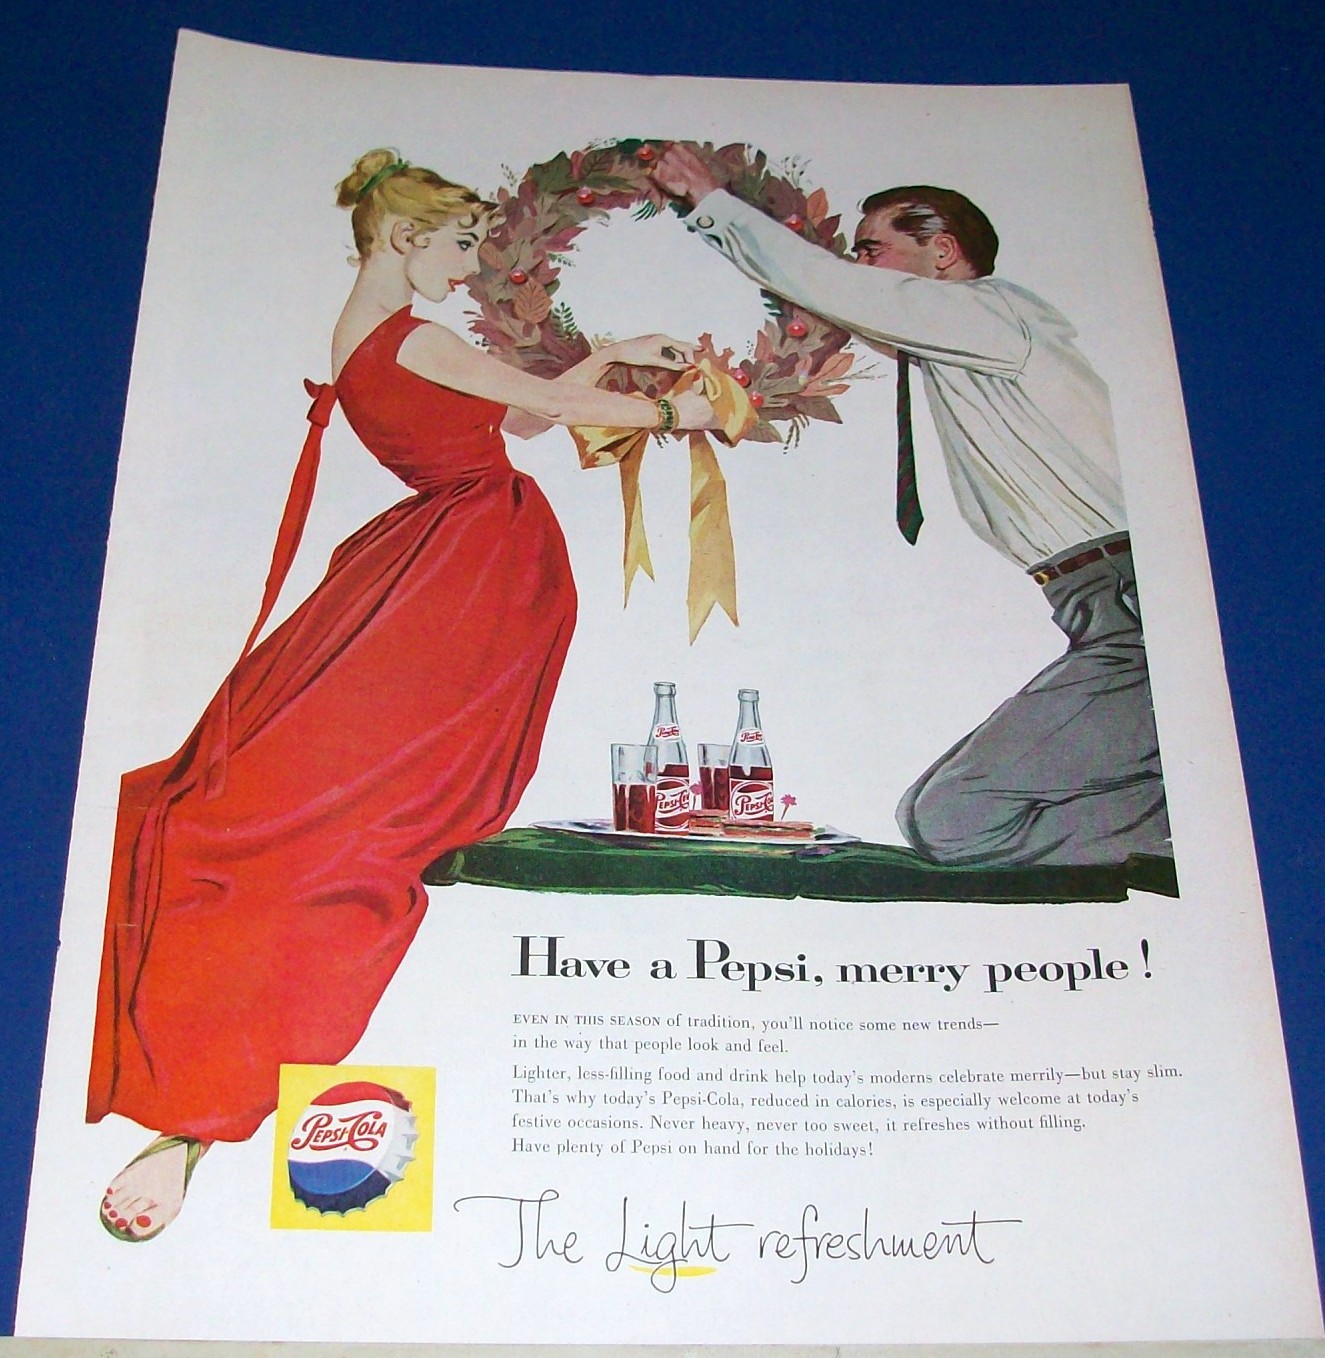 PEPSI-COLA
PEPSI-COLA
Have a Pepsi, merry people!
EVEN IN THIS SEASON of tradition, you'll notice some new trends—
in the way that people look and feel.
Lighter, less-filling food and drink help today's moderns celebrate merrily—but stay slim.
That's why today's Pepsi-Cola, reduced in calories, is especially welcome at today's
festive occasions. Never heavy, never too sweet, it refreshes without filling.
Have plenty of Pepsi on hand for the holidays!
PEPSI-COLA
The Light refreshment